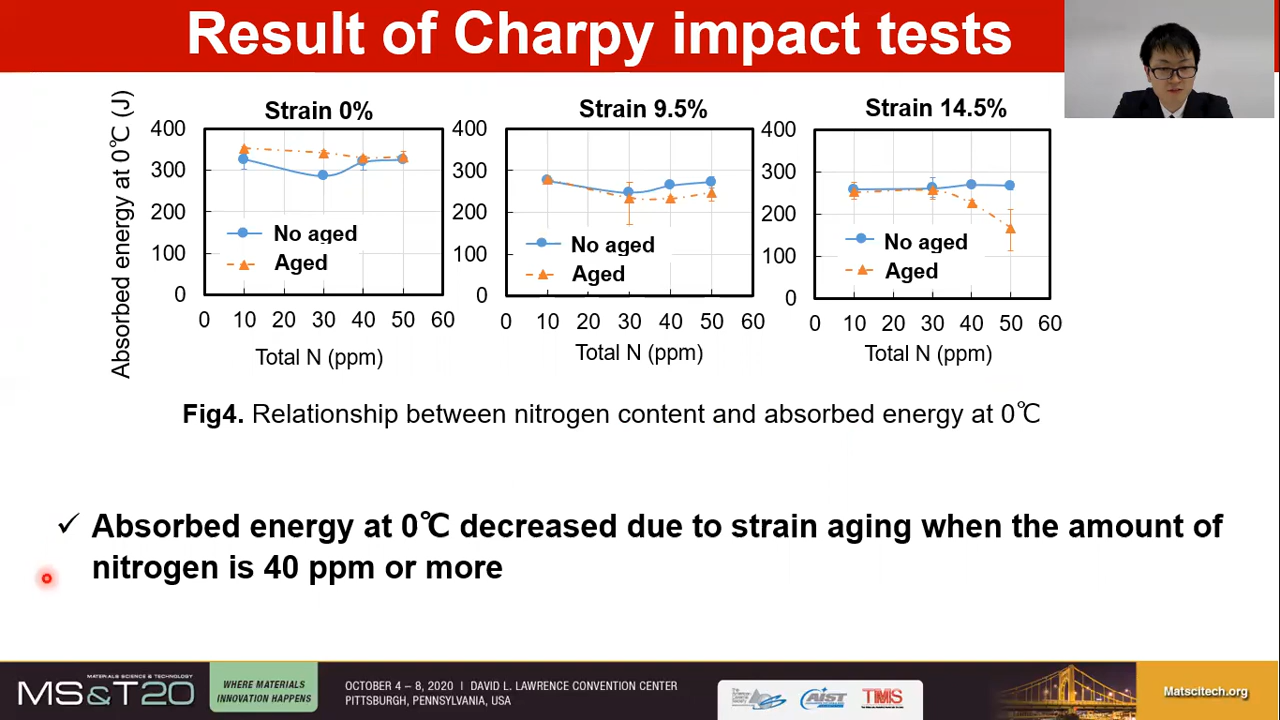 Result of Charpy impact tests
Absorbed energy at 0℃ (J)
Strain 0%
400
300
200
100
0
No aged
Aged
0 10 20 30 40 50 60
Total N (ppm)
Strain 9.5%
400
300
200
100
0
No aged
Aged
0 10 20 30 40 50 60
Total N (ppm)
Strain 14.5%
400
300
200
100
0
No aged
Aged
0 10 20 30 40 50 60
Total N (ppm)
Fig4. Relationship between nitrogen content and absorbed energy at 0℃
✓ Absorbed energy at 0℃ decreased due to strain aging when the amount of
nitrogen is 40 ppm or more
MATERIALS SCIENCE & TECHNOLOGY
MS&T20
WHERE MATERIALS
INNOVATION HAPPENS
OCTOBER 4 – 8, 2020 | DAVID L. LAWRENCE CONVENTION CENTER
PITTSBURGH, PENNSYLVANIA, USA
The
American
Ceramic
Society
AIST
TMS
Matscitech.org